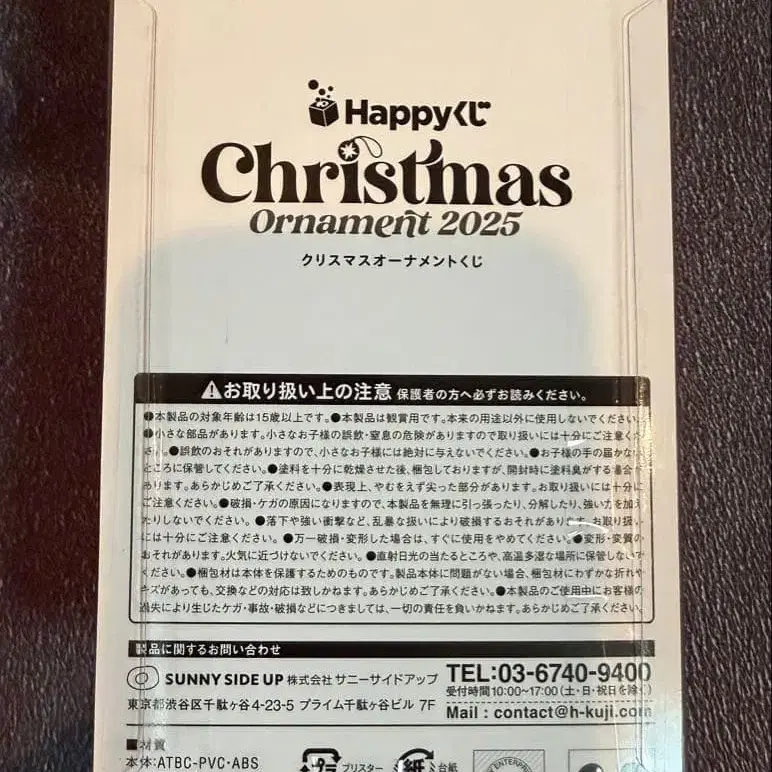 Happyくじ
Christmas
Ornament 2025
クリスマスオーナメントくじ
お取り扱い上の注意 保護者の方へ必ずお読みください。
●本製品の対象年齢は15歳以上です。●本製品は観賞用です。本来の用途以外に使用しないでください。
●小さな部品があります。小さなお子様の誤飲・窒息の危険がありますので取り扱いには十分にご注意くだ
さい。●誤飲のおそれがありますので、小さなお子様には絶対に与えないでください。●お子様の手の届かない
ところに保管してください。●塗料を十分に乾燥させた後、梱包しておりますが、開封時に塗料臭がする場合が
あります。あらかじめご了承ください。●表現上、やむをえず尖った部分があります。お取り扱いには十分に
ご注意ください。●破損・ケガの原因になりますので、本製品を無理に引っ張ったり、分解したり、強い力を加え
たりしないでください。●落下や強い衝撃など、乱暴な扱いにより破損するおそれがあります。お取り扱い
には十分にご注意ください。●万一破損・変形した場合は、すぐに使用をやめてください。●変形・変質の
おそれがあります。火気に近づけないでください。●直射日光の当たるところや、高温多湿な場所に保管しないで
ください。●梱包材は本体を保護するためのものです。製品本体に問題がない場合、梱包材にわずかな折れや
キズがあっても、交換などの対応は致しかねます。あらかじめご了承ください。●本製品のご使用中にお客様の
過失により生じたケガ・事故・破損などにつきましては、一切の責任を負いかねます。あらかじめご了承ください。
製品に関するお問い合わせ
SUNNY SIDE UP 株式会社 サニーサイドアップ
東京都渋谷区千駄ヶ谷4-23-5 プライム千駄ヶ谷ビル 7F
TEL:03-6740-9400
受付時間10:00~17:00(土・日・祝日を除く)
Mail : contact@h-kuji.com
■材質
本体:ATBC-PVC・ABS
プラ ブリスター
紙 台紙
ENTERPRI